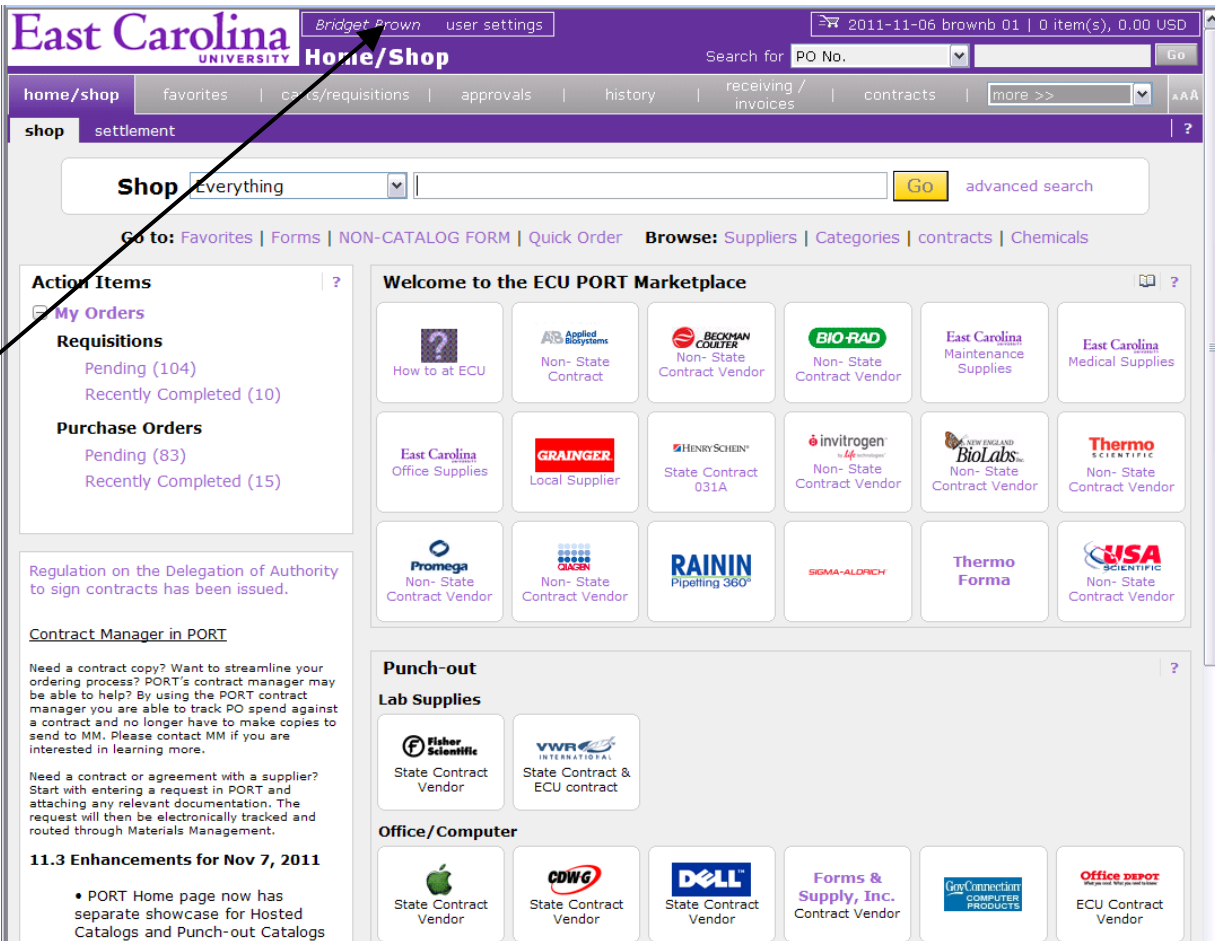 East Carolina
UNIVERSITY
Bridget Brown user settings
2011-11-06 brownb 01 | 0 item(s), 0.00 USD
Home/Shop
Search for PO No. Go
home/shop favorites | carts/requisitions | approvals | history | receiving / invoices | contracts | more >> AAA
shop settlement ?
Shop Everything Go advanced search
Go to: Favorites | Forms | NON-CATALOG FORM | Quick Order Browse: Suppliers | Categories | contracts | Chemicals
Action Items ?
My Orders
Requisitions
Pending (104)
Recently Completed (10)
Purchase Orders
Pending (83)
Recently Completed (15)
Regulation on the Delegation of Authority
to sign contracts has been issued.
Contract Manager in PORT
Need a contract copy? Want to streamline your
ordering process? PORT's contract manager may
be able to help? By using the PORT contract
manager you are able to track PO spend against
a contract and no longer have to make copies to
send to MM. Please contact MM if you are
interested in learning more.
Need a contract or agreement with a supplier?
Start with entering a request in PORT and
attaching any relevant documentation. The
request will then be electronically tracked and
routed through Materials Management.
11.3 Enhancements for Nov 7, 2011
• PORT Home page now has
separate showcase for Hosted
Catalogs and Punch-out Catalogs
Welcome to the ECU PORT Marketplace ?
?
How to at ECU
AB Applied
Biosystems
Non- State
Contract
BECKMAN
COULTER
Non- State
Contract Vendor
BIO-RAD
Non- State
Contract Vendor
East Carolina
Maintenance
Supplies
East Carolina
Medical Supplies
East Carolina
Office Supplies
GRAINGER
Local Supplier
HENRY SCHEIN®
State Contract
031A
invitrogen
by life technologies
Non- State
Contract Vendor
NEW ENGLAND
BioLabs Inc.
Non- State
Contract Vendor
Thermo
SCIENTIFIC
Non- State
Contract Vendor
Promega
Non- State
Contract Vendor
QIAGEN
Non- State
Contract Vendor
RAININ
Pipetting 360°
SIGMA-ALDRICH
Thermo
Forma
USA
SCIENTIFIC
Non- State
Contract Vendor
Punch-out ?
Lab Supplies
Fisher
Scientific
State Contract
Vendor
VWR
INTERNATIONAL
State Contract &
ECU contract
Office/Computer
State Contract
Vendor
CDWG
State Contract
Vendor
DELL™
State Contract
Vendor
Forms &
Supply, Inc.
Contract Vendor
GovConnection
COMPUTER
PRODUCTS
Office DEPOT
What you need. What you need to know.
ECU Contract
Vendor